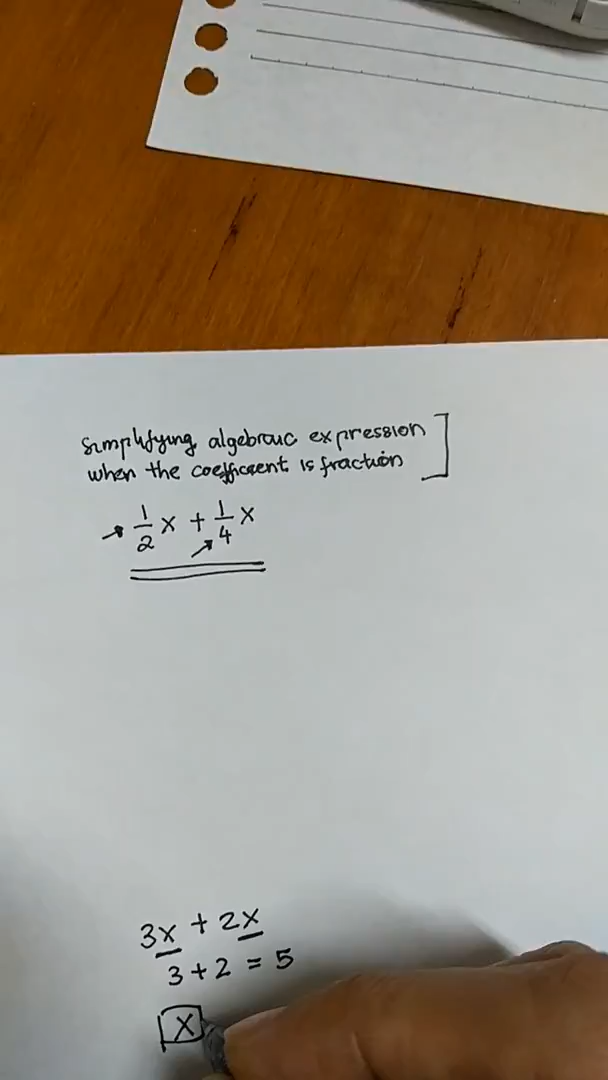 Simplifying algebraic expression
when the coefficient is fraction
1/2 x + 1/4 x
3x + 2x
3 + 2 = 5
x